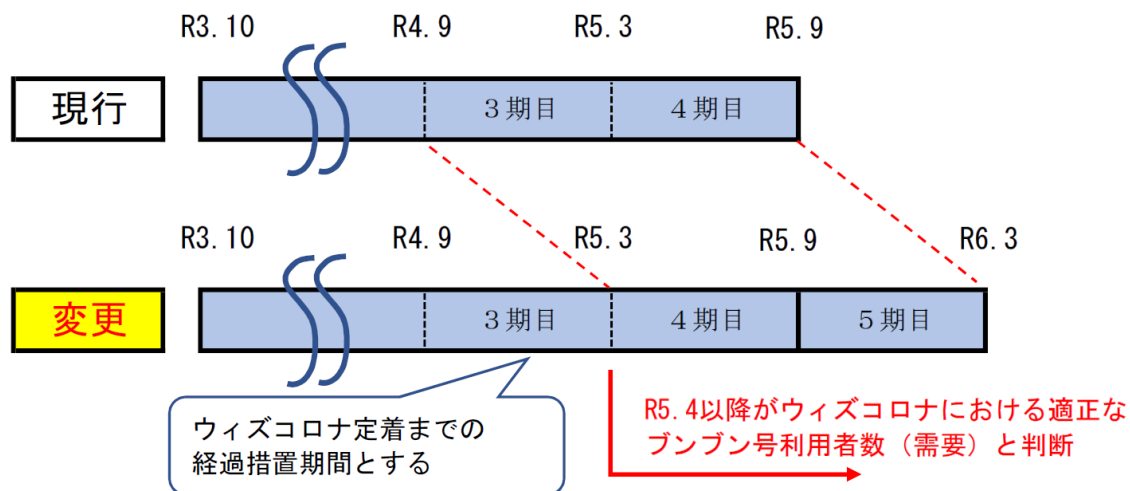 R3.10 R4.9 R5.3 R5.9
現行 3期目 4期目
R3.10 R4.9 R5.3 R5.9 R6.3
変更 3期目 4期目 5期目
ウィズコロナ定着までの
経過措置期間とする
R5.4以降がウィズコロナにおける適正な
ブンブン号利用者数（需要）と判断